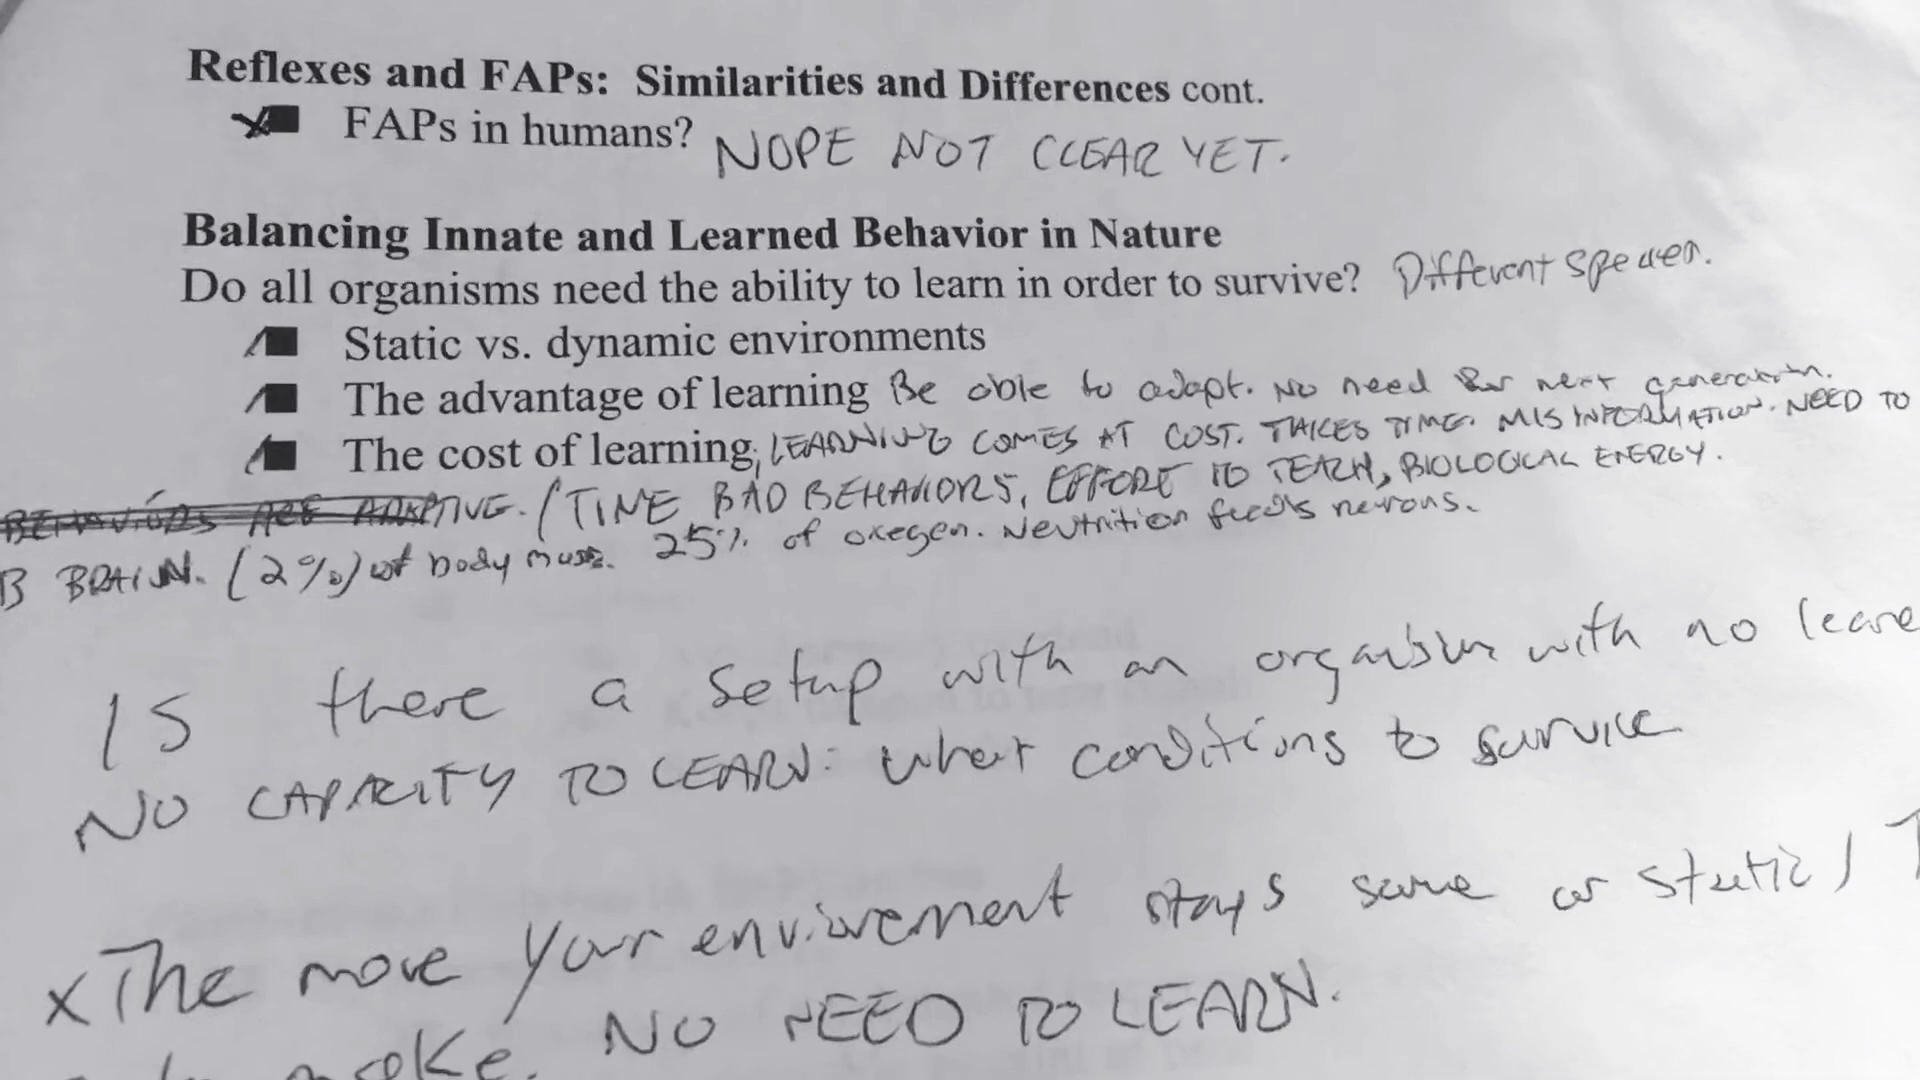 Reflexes and FAPs: Similarities and Differences cont.
FAPs in humans? NOPE NOT CLEAR YET.
Balancing Innate and Learned Behavior in Nature
Do all organisms need the ability to learn in order to survive? Different
Static vs. dynamic environments
The advantage of learning Be able to adapt. No need for next generation.
The cost of learning; LEARNING COMES AT COST. TAKES TIME. MISINFORMATION. NEED TO
BEHAVIORS ARE ADAPTIVE. / TIME BAD BEHAVIORS, EFFORT TO TEACH, BIOLOGICAL ENERGY.
B BRAIN. (2%) of body mass. 25% of oxegen. Neutrition feeds neurons.
IS there a setup with an organism with no
NO CAPACITY TO LEARN: what conditions to survive
x The more your envirement stays same or static /
NO NEED TO LEARN.